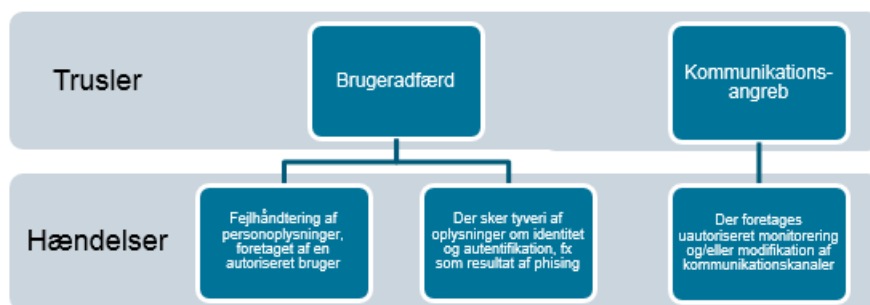 Trusler
Brugeradfærd
Kommunikations-
angreb
Hændelser
Fejlhåndtering af
personoplysninger,
foretaget af en
autoriseret bruger
Der sker tyveri af
oplysninger om identitet
og autentifikation, fx
som resultat af phising
Der foretages
uautoriseret monitorering
og/eller modifikation af
kommunikationskanaler